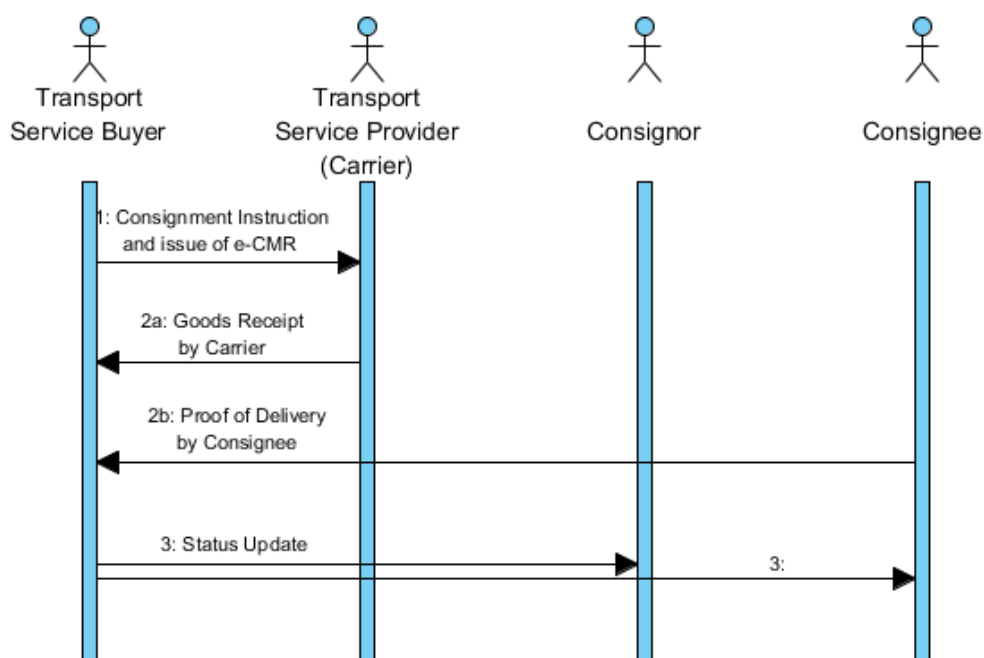 Transport
Service Buyer
Transport
Service Provider
(Carrier)
Consignor
Consignee
1: Consignment Instruction
and issue of e-CMR
2a: Goods Receipt
by Carrier
2b: Proof of Delivery
by Consignee
3: Status Update
3: